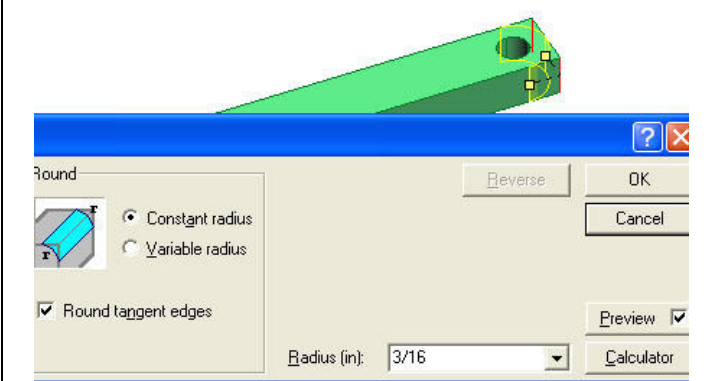 ?
Round
Reverse
OK
r
Constant radius
Cancel
r
Variable radius
Round tangent edges
Preview
Radius (in): 3/16
Calculator